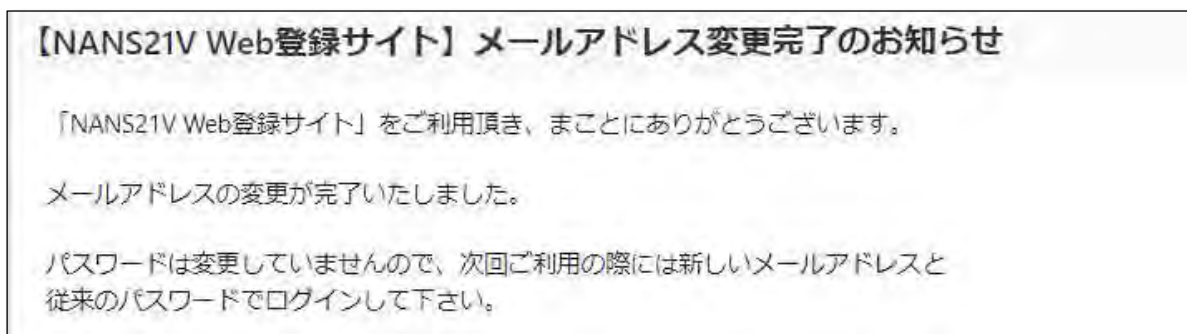 【NANS21V Web登録サイト】メールアドレス変更完了のお知らせ
「NANS21V Web登録サイト」をご利用頂き、まことにありがとうございます。
メールアドレスの変更が完了いたしました。
パスワードは変更していませんので、次回ご利用の際には新しいメールアドレスと
従来のパスワードでログインして下さい。